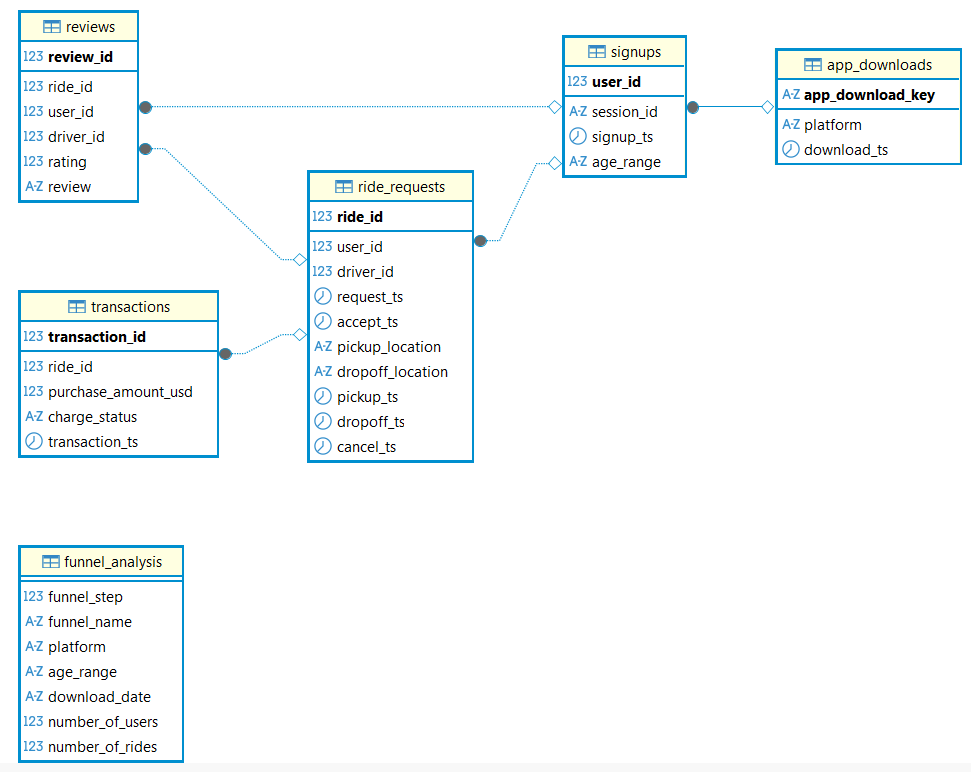 reviews
123 review_id
123 ride_id
123 user_id
123 driver_id
123 rating
A-Z review
signups
123 user_id
A-Z session_id
signup_ts
A-Z age_range
app_downloads
A-Z app_download_key
A-Z platform
download_ts
ride_requests
123 ride_id
123 user_id
123 driver_id
request_ts
accept_ts
A-Z pickup_location
A-Z dropoff_location
pickup_ts
dropoff_ts
cancel_ts
transactions
123 transaction_id
123 ride_id
123 purchase_amount_usd
A-Z charge_status
transaction_ts
funnel_analysis
123 funnel_step
A-Z funnel_name
A-Z platform
A-Z age_range
A-Z download_date
123 number_of_users
123 number_of_rides